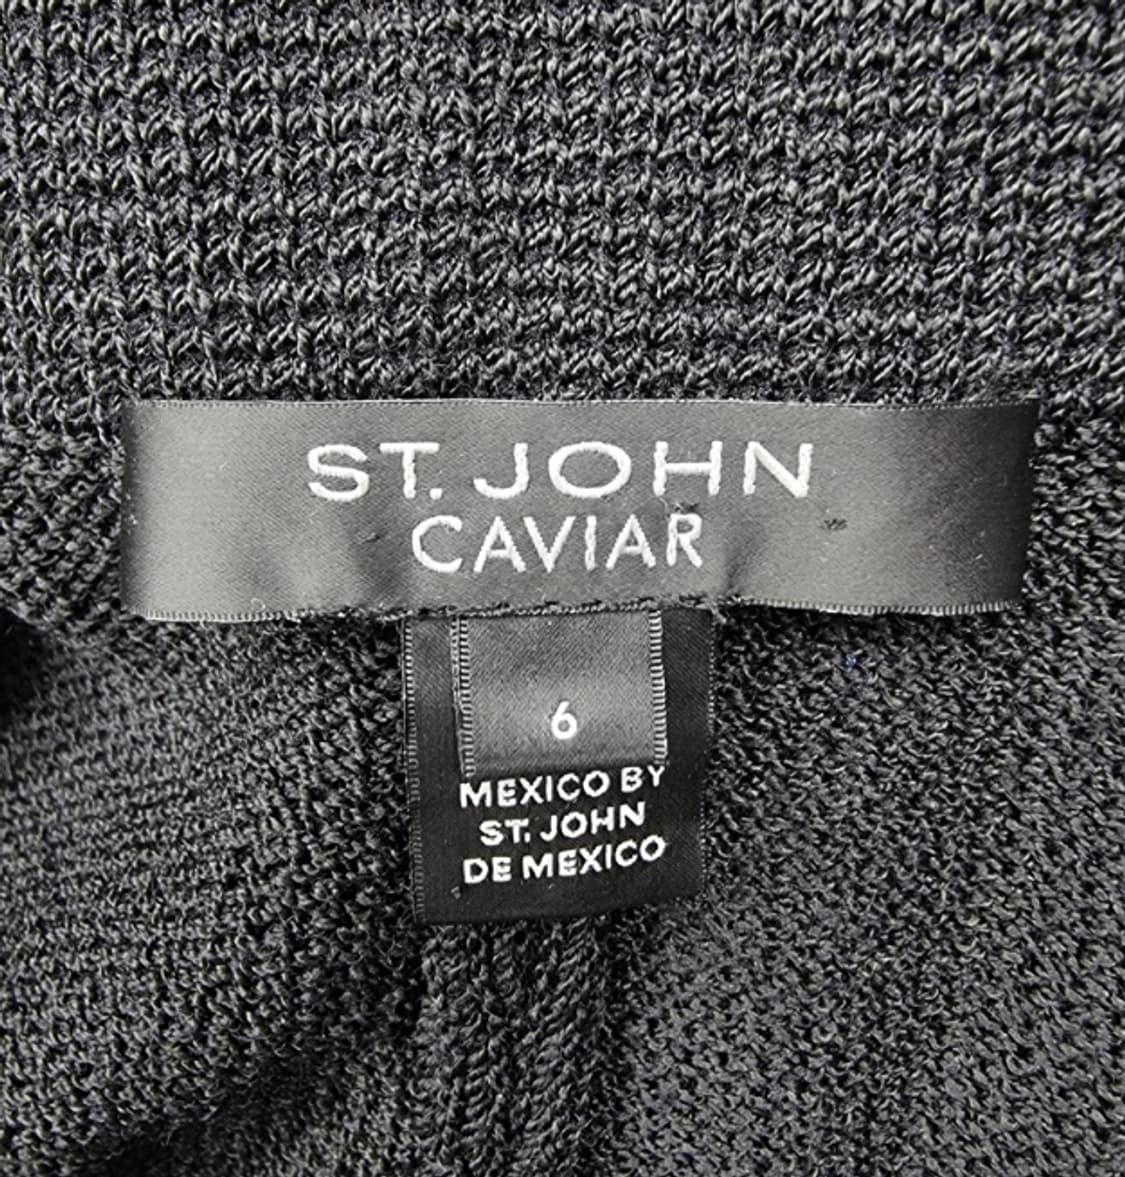 ST. JOHN
CAVIAR
6
MEXICO BY
ST. JOHN
DE MEXICO